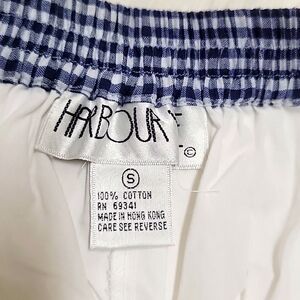 HARBOUR
©
S
100% COTTON
RN 69341
MADE IN HONG KONG
CARE SEE REVERSE